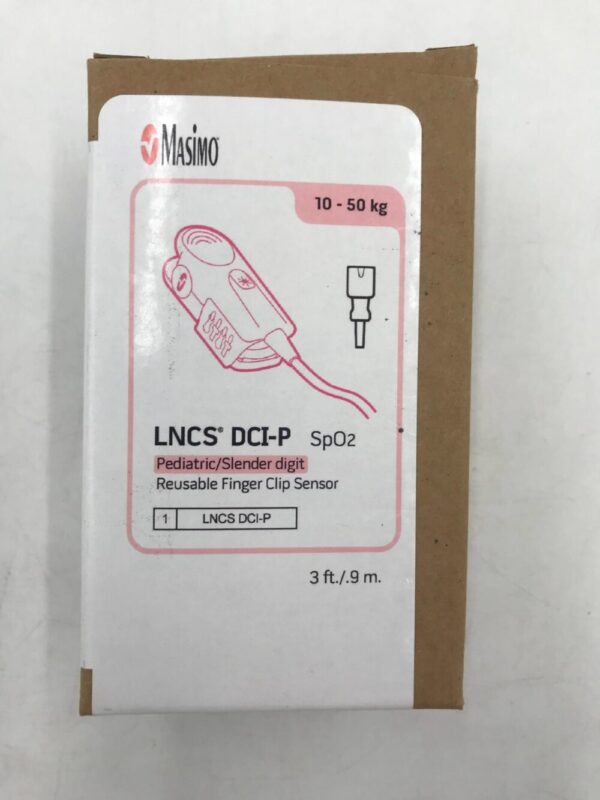 Masimo
10 - 50 kg
LNCS® DCI-P SpO2
Pediatric/Slender digit
Reusable Finger Clip Sensor
1 LNCS DCI-P
3 ft./.9 m.